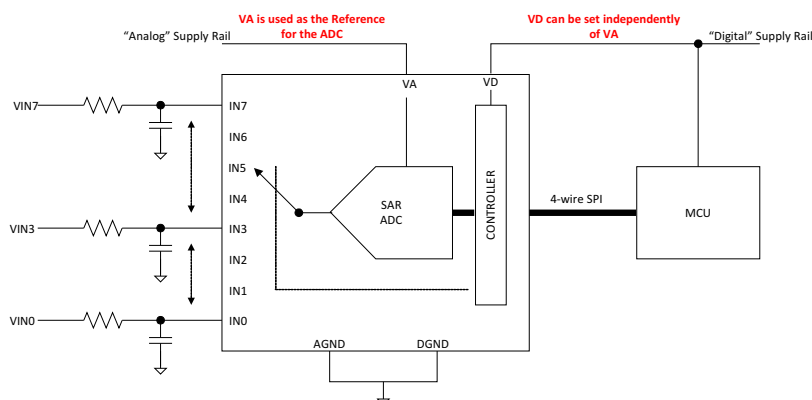 VA is used as the Reference
for the ADC
VD can be set independently
of VA
“Analog” Supply Rail
“Digital” Supply Rail
VA
VD
VIN7
IN7
IN6
IN5
IN4
VIN3
IN3
IN2
IN1
VIN0
IN0
SAR
ADC
CONTROLLER
4-wire SPI
MCU
AGND
DGND